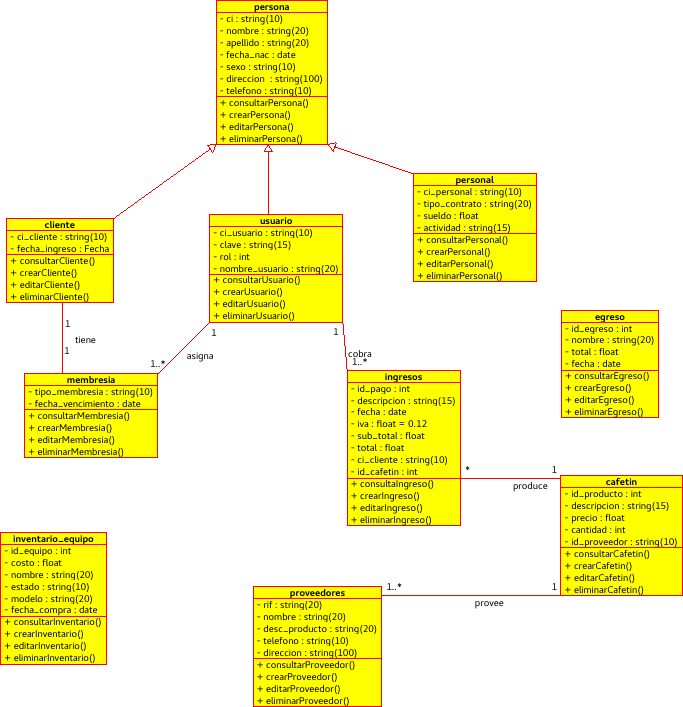 persona
- ci : string(10)
- nombre : string(20)
- apellido : string(20)
- fecha_nac : date
- sexo : string(10)
- direccion : string(100)
- telefono : string(10)
+ consultarPersona()
+ crearPersona()
+ editarPersona()
+ eliminarPersona()
personal
- ci_personal : string(10)
- tipo_contrato : string(20)
- sueldo : float
- actividad : string(15)
+ consultarPersonal()
+ crearPersonal()
+ editarPersonal()
+ eliminarPersonal()
cliente
- ci_cliente : string(10)
- fecha_ingreso : Fecha
+ consultarCliente()
+ crearCliente()
+ editarCliente()
+ eliminarCliente()
usuario
- ci_usuario : string(10)
- clave : string(15)
- rol : int
- nombre_usuario : string(20)
+ consultarUsuario()
+ crearUsuario()
+ editarUsuario()
+ eliminarUsuario()
egreso
- id_egreso : int
- nombre : string(20)
- total : float
- fecha : date
+ consultarEgreso()
+ crearEgreso()
+ editarEgreso()
+ eliminarEgreso()
1
tiene
1
1
asigna
1..*
1
cobra
1..*
membresia
- tipo_membresia : string(10)
- fecha_vencimiento : date
+ consultarMembresia()
+ crearMembresia()
+ editarMembresia()
+ eliminarMembresia()
ingresos
- id_pago : int
- descripcion : string(15)
- fecha : date
- iva : float = 0.12
- sub_total : float
- total : float
- ci_cliente : string(10)
- id_cafetin : int
+ consultaIngreso()
+ crearIngreso()
+ editarIngreso()
+ eliminarIngreso()
*
1
produce
cafetin
- id_producto : int
- descripcion : string(15)
- precio : float
- cantidad : int
- id_proveedor : string(10)
+ consultarCafetin()
+ crearCafetin()
+ editarCafetin()
+ eliminarCafetin()
inventario_equipo
- id_equipo : int
- costo : float
- nombre : string(20)
- estado : string(10)
- modelo : string(20)
- fecha_compra : date
+ consultarInventario()
+ crearInventario()
+ editarInventario()
+ eliminarInventario()
1..*
1
provee
proveedores
- rif : string(20)
- nombre : string(20)
- desc_producto : string(20)
- telefono : string(10)
- direccion : string(100)
+ consultarProveedor()
+ crearProveedor()
+ editarProveedor()
+ eliminarProveedor()